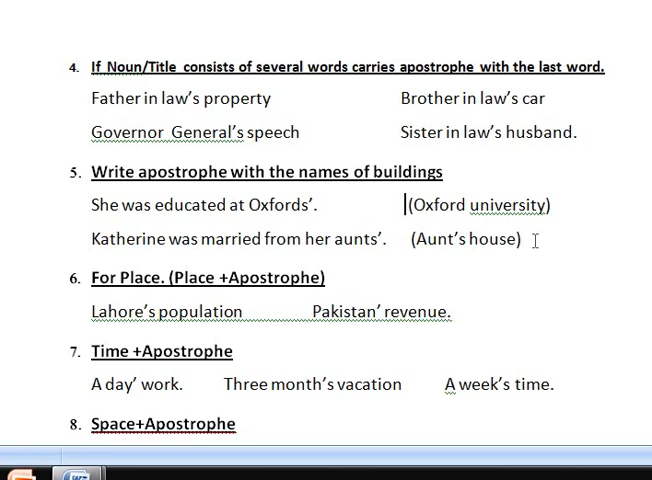 4. If Noun/Title consists of several words carries apostrophe with the last word.
Father in law's property Brother in law's car
Governor General's speech Sister in law's husband.
5. Write apostrophe with the names of buildings
She was educated at Oxfords'. (Oxford university)
Katherine was married from her aunts'. (Aunt's house)
6. For Place. (Place +Apostrophe)
Lahore's population Pakistan' revenue.
7. Time +Apostrophe
A day' work. Three month's vacation A week's time.
8. Space+Apostrophe